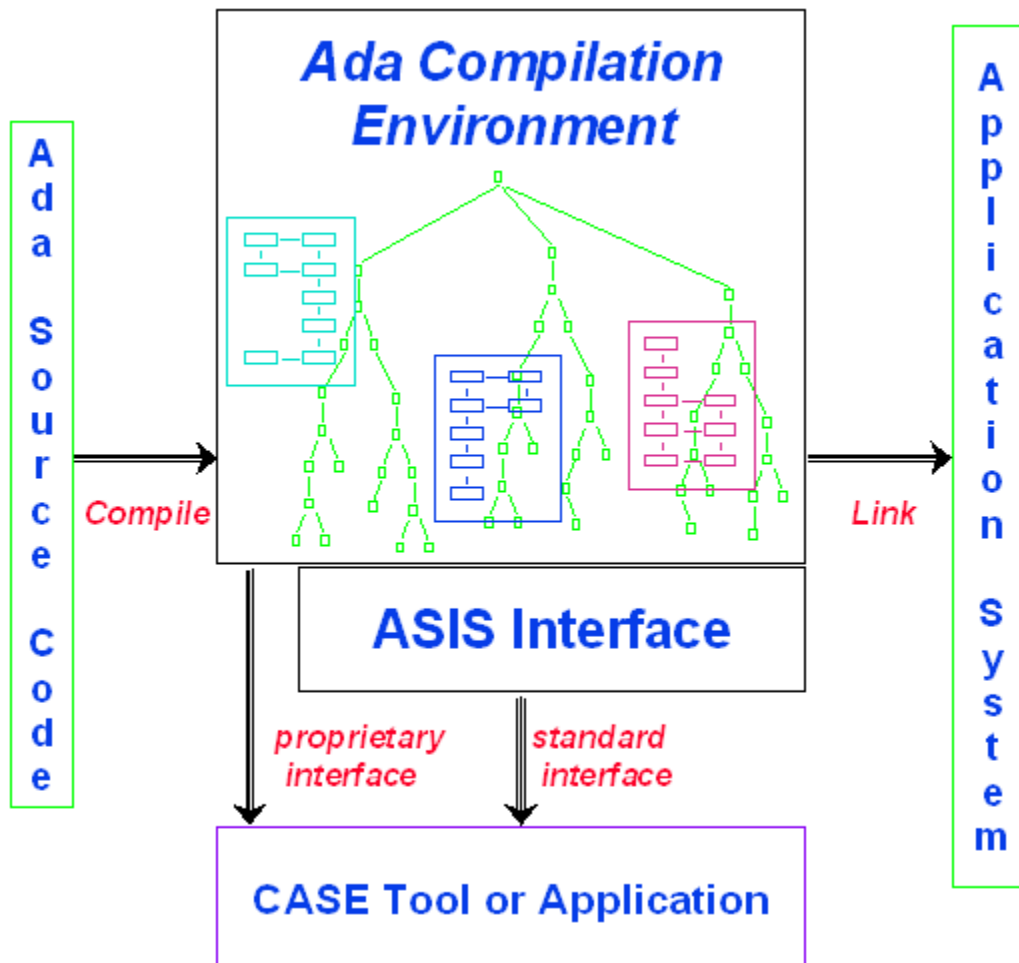 Ada Compilation
Environment
Ada Source Code
Compile
Link
Application System
ASIS Interface
proprietary
interface
standard
interface
CASE Tool or Application